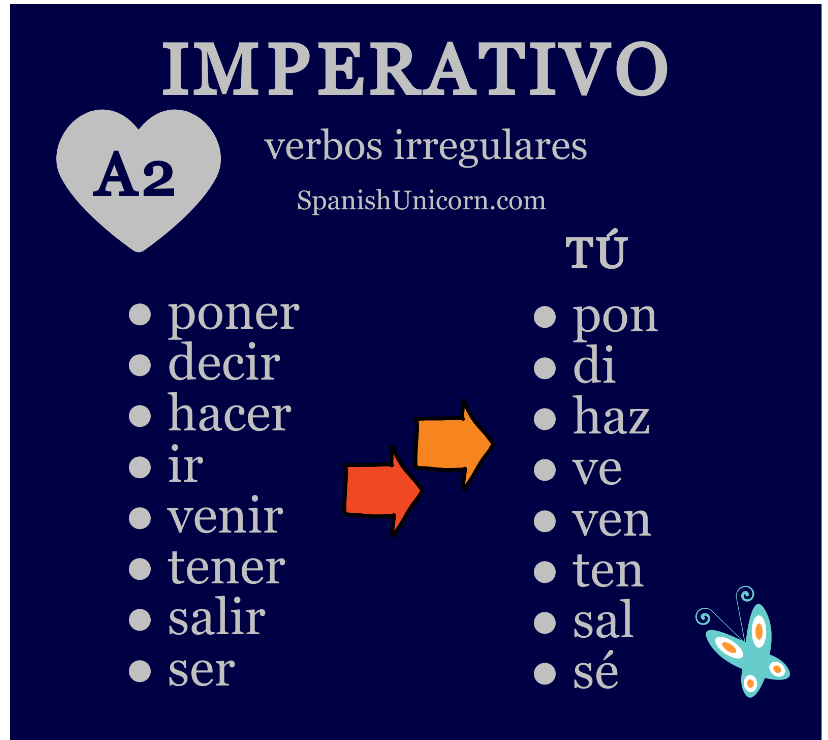 IMPERATIVO
A2
verbos irregulares
SpanishUnicorn.com
TÚ
poner
decir
hacer
ir
venir
tener
salir
ser
pon
di
haz
ve
ven
ten
sal
sé